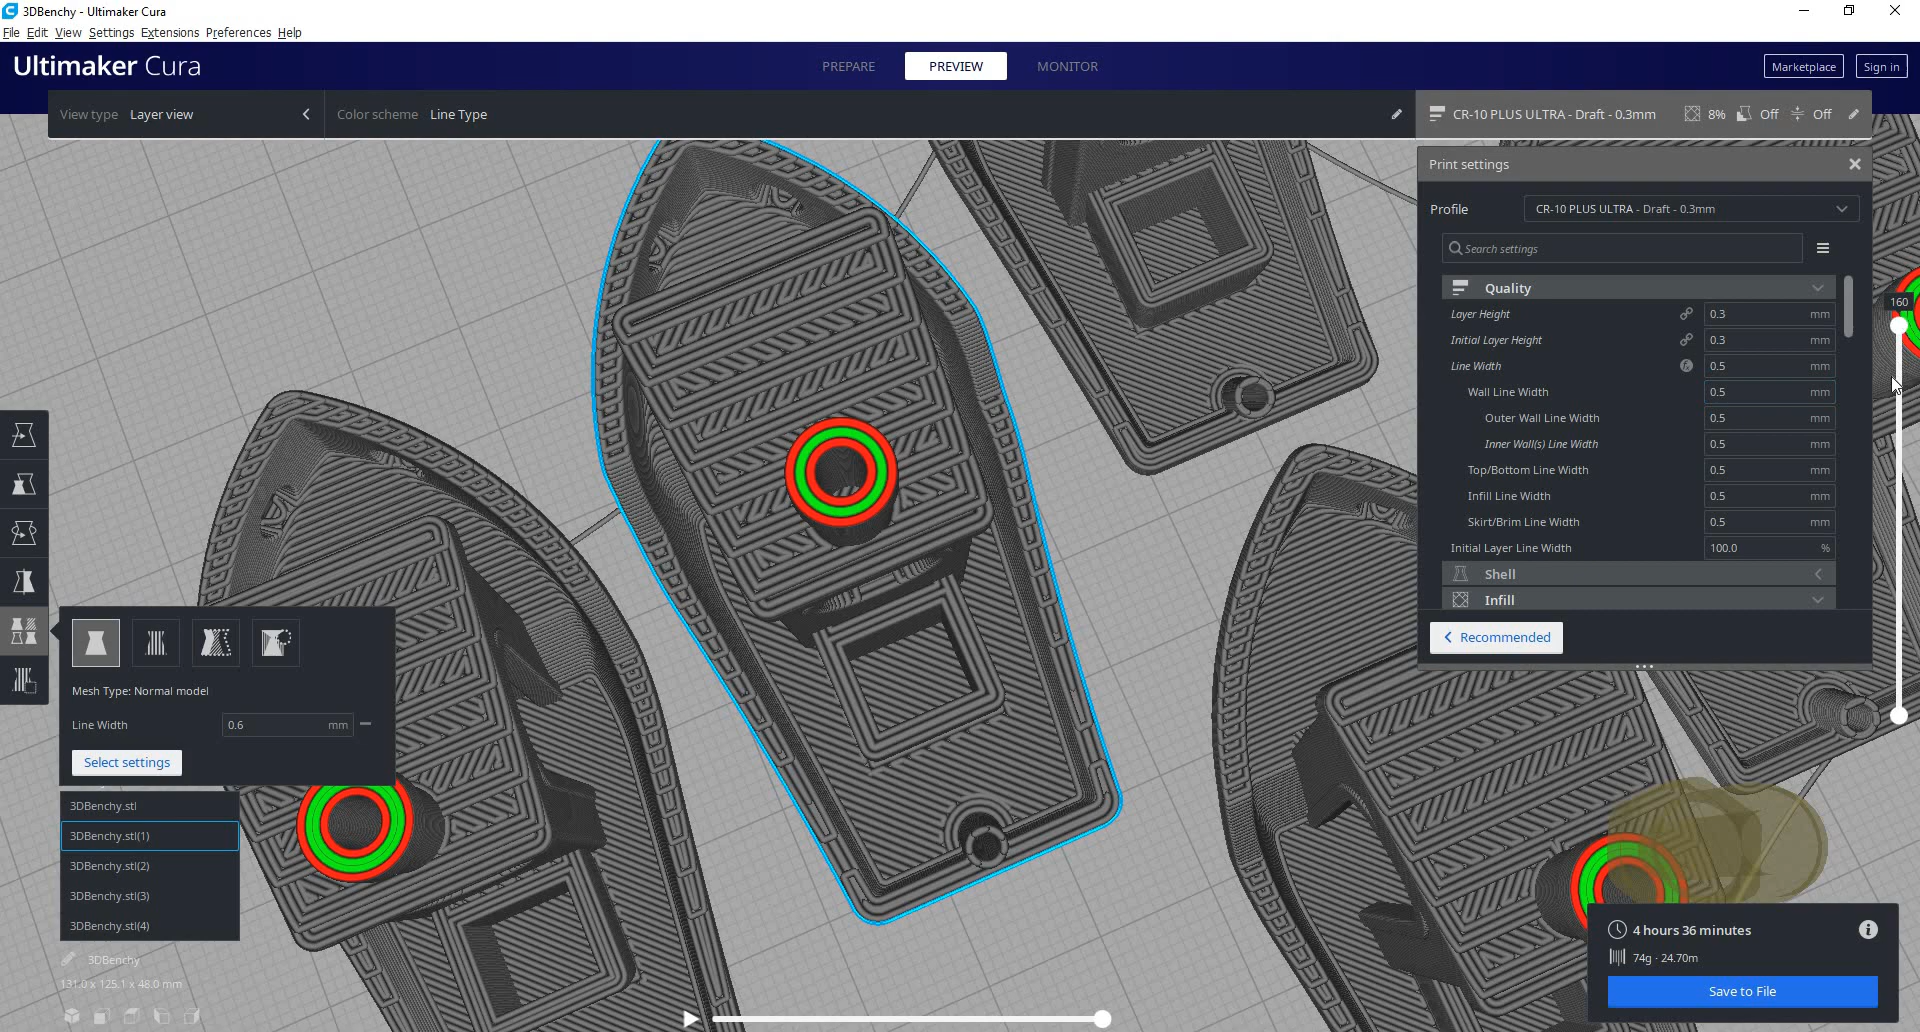 3DBenchy - Ultimaker Cura
File Edit View Settings Extensions Preferences Help
Ultimaker Cura
PREPARE
PREVIEW
MONITOR
Marketplace
Sign in
View type Layer view
Color scheme Line Type
CR-10 PLUS ULTRA - Draft - 0.3mm
8%
Off
Off
Print settings
Profile
CR-10 PLUS ULTRA - Draft - 0.3mm
Search settings
Quality
Layer Height 0.3 mm
Initial Layer Height 0.3 mm
Line Width 0.5 mm
Wall Line Width 0.5 mm
Outer Wall Line Width 0.5 mm
Inner Wall(s) Line Width 0.5 mm
Top/Bottom Line Width 0.5 mm
Infill Line Width 0.5 mm
Skirt/Brim Line Width 0.5 mm
Initial Layer Line Width 100.0 %
Shell
Infill
Recommended
160
Mesh Type: Normal model
Line Width 0.6 mm
Select settings
3DBenchy.stl
3DBenchy.stl(1)
3DBenchy.stl(2)
3DBenchy.stl(3)
3DBenchy.stl(4)
3DBenchy
131.0 x 125.1 x 48.0 mm
4 hours 36 minutes
74g · 24.70m
Save to File